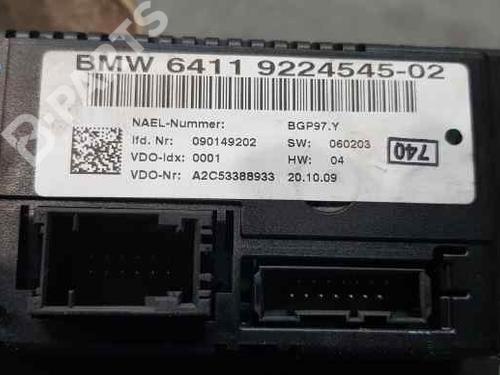 B-PARTS
BMW 6411 9224545-02
NAEL-Nummer: BGP97.Y
lfd. Nr: 090149202 SW: 060203
VDO-Idx: 0001 HW: 04
VDO-Nr: A2C53388933 20.10.09
740